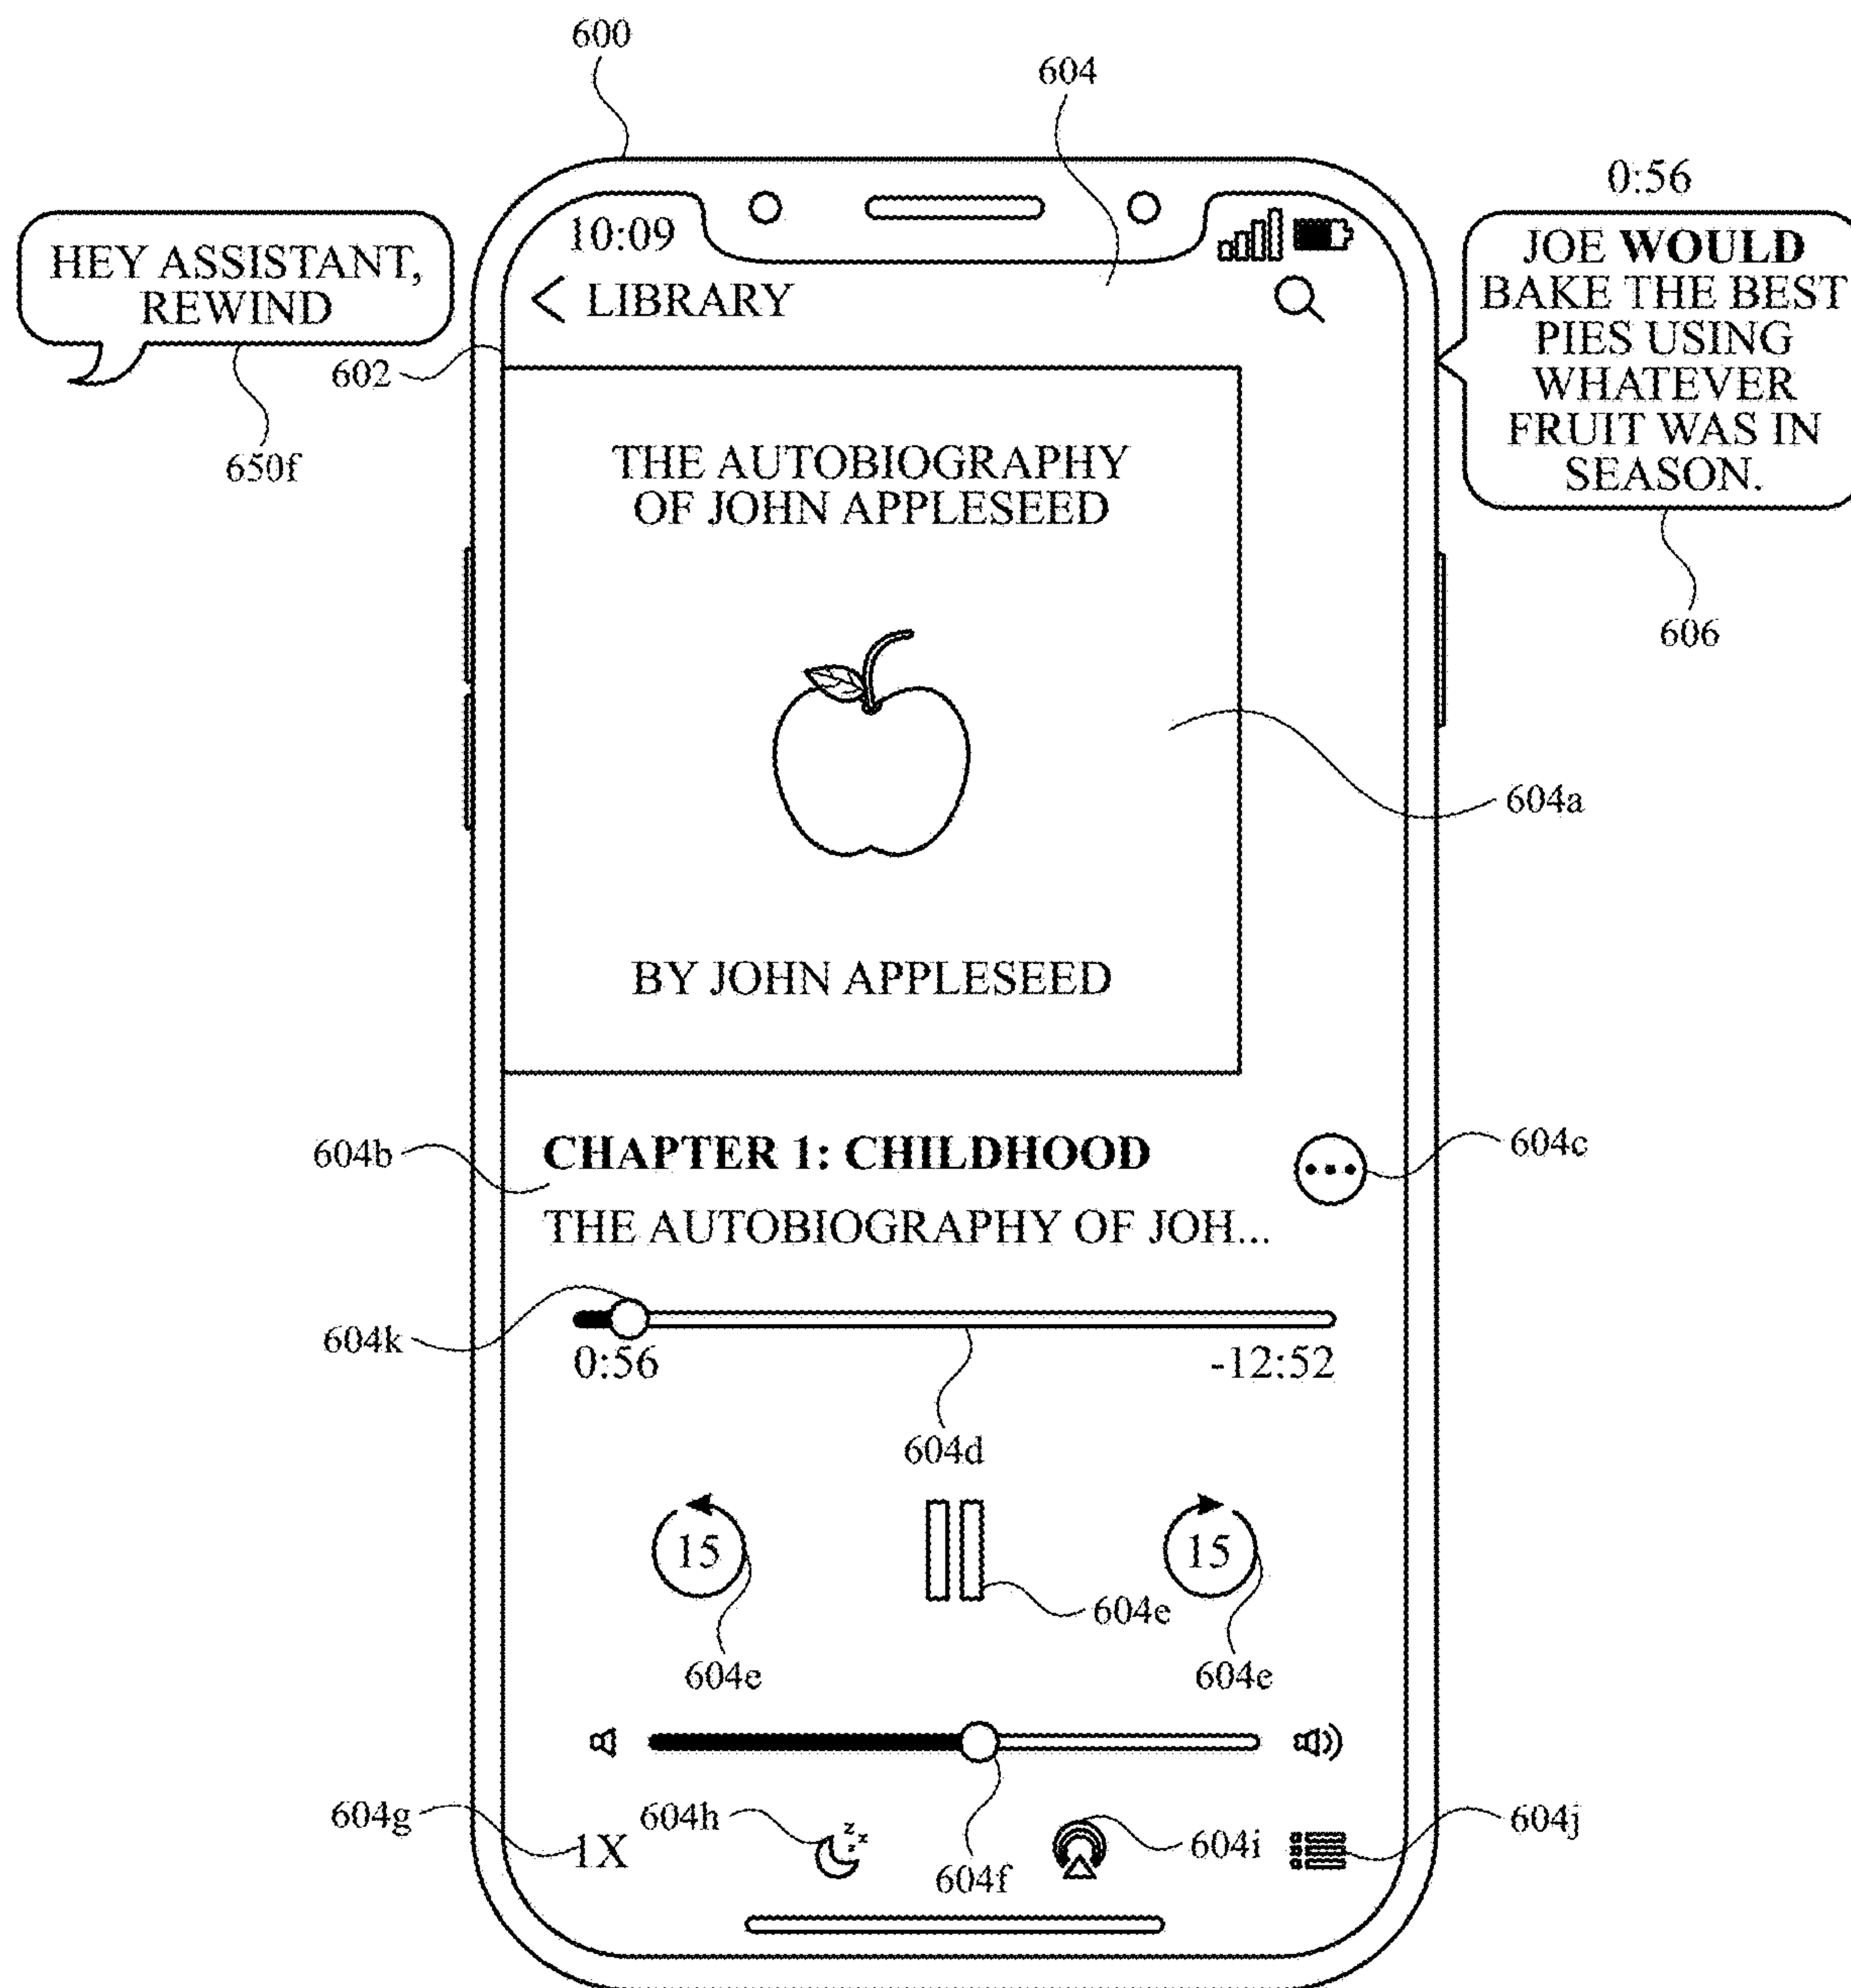 600
604
0:56
HEY ASSISTANT,
REWIND
650f
10:09
LIBRARY
602
JOE WOULD
BAKE THE BEST
PIES USING
WHATEVER
FRUIT WAS IN
SEASON.
606
THE AUTOBIOGRAPHY
OF JOHN APPLESEED
604a
BY JOHN APPLESEED
604b
CHAPTER 1: CHILDHOOD
604c
THE AUTOBIOGRAPHY OF JOH...
604k
0:56
-12:52
604d
15
15
604e
604e
604e
604g
1X
604h
z z z
604f
604i
604j